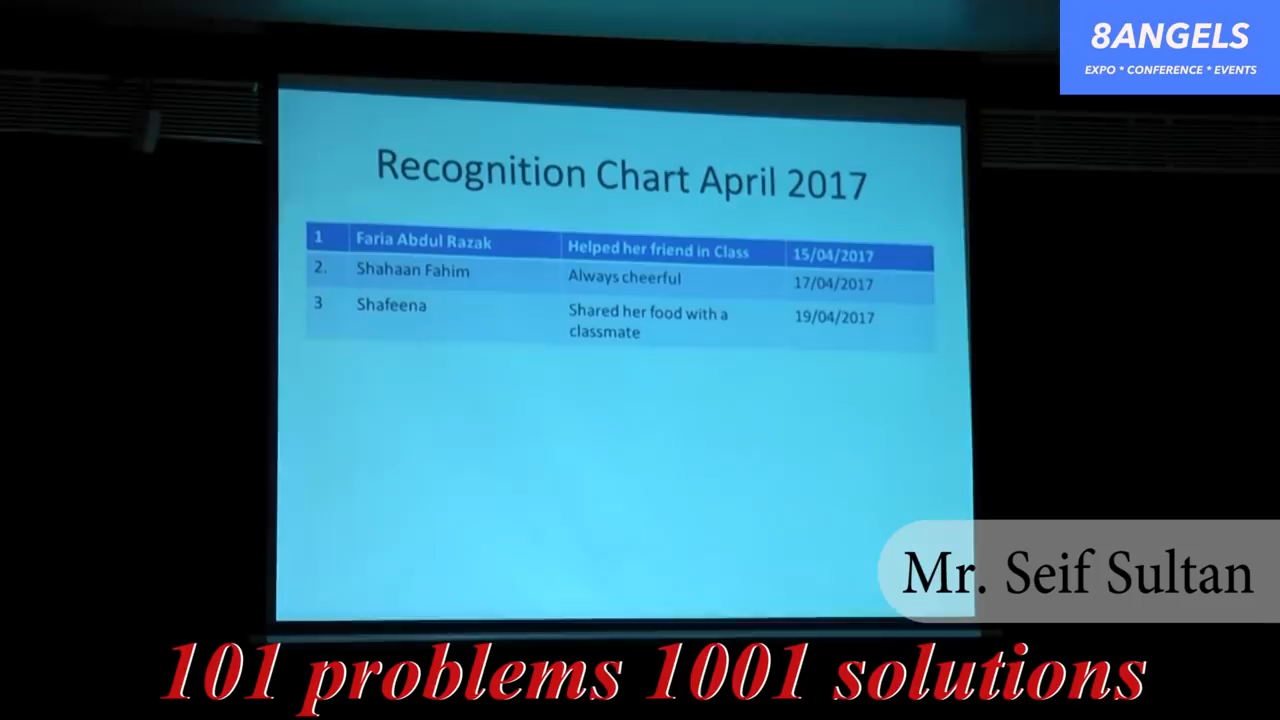 8ANGELS
EXPO * CONFERENCE * EVENTS
Recognition Chart April 2017
1 Faria Abdul Razak Helped her friend in Class 15/04/2017
2. Shahaan Fahim Always cheerful 17/04/2017
3 Shafeena Shared her food with a classmate 19/04/2017
Mr. Seif Sultan
101 problems 1001 solutions